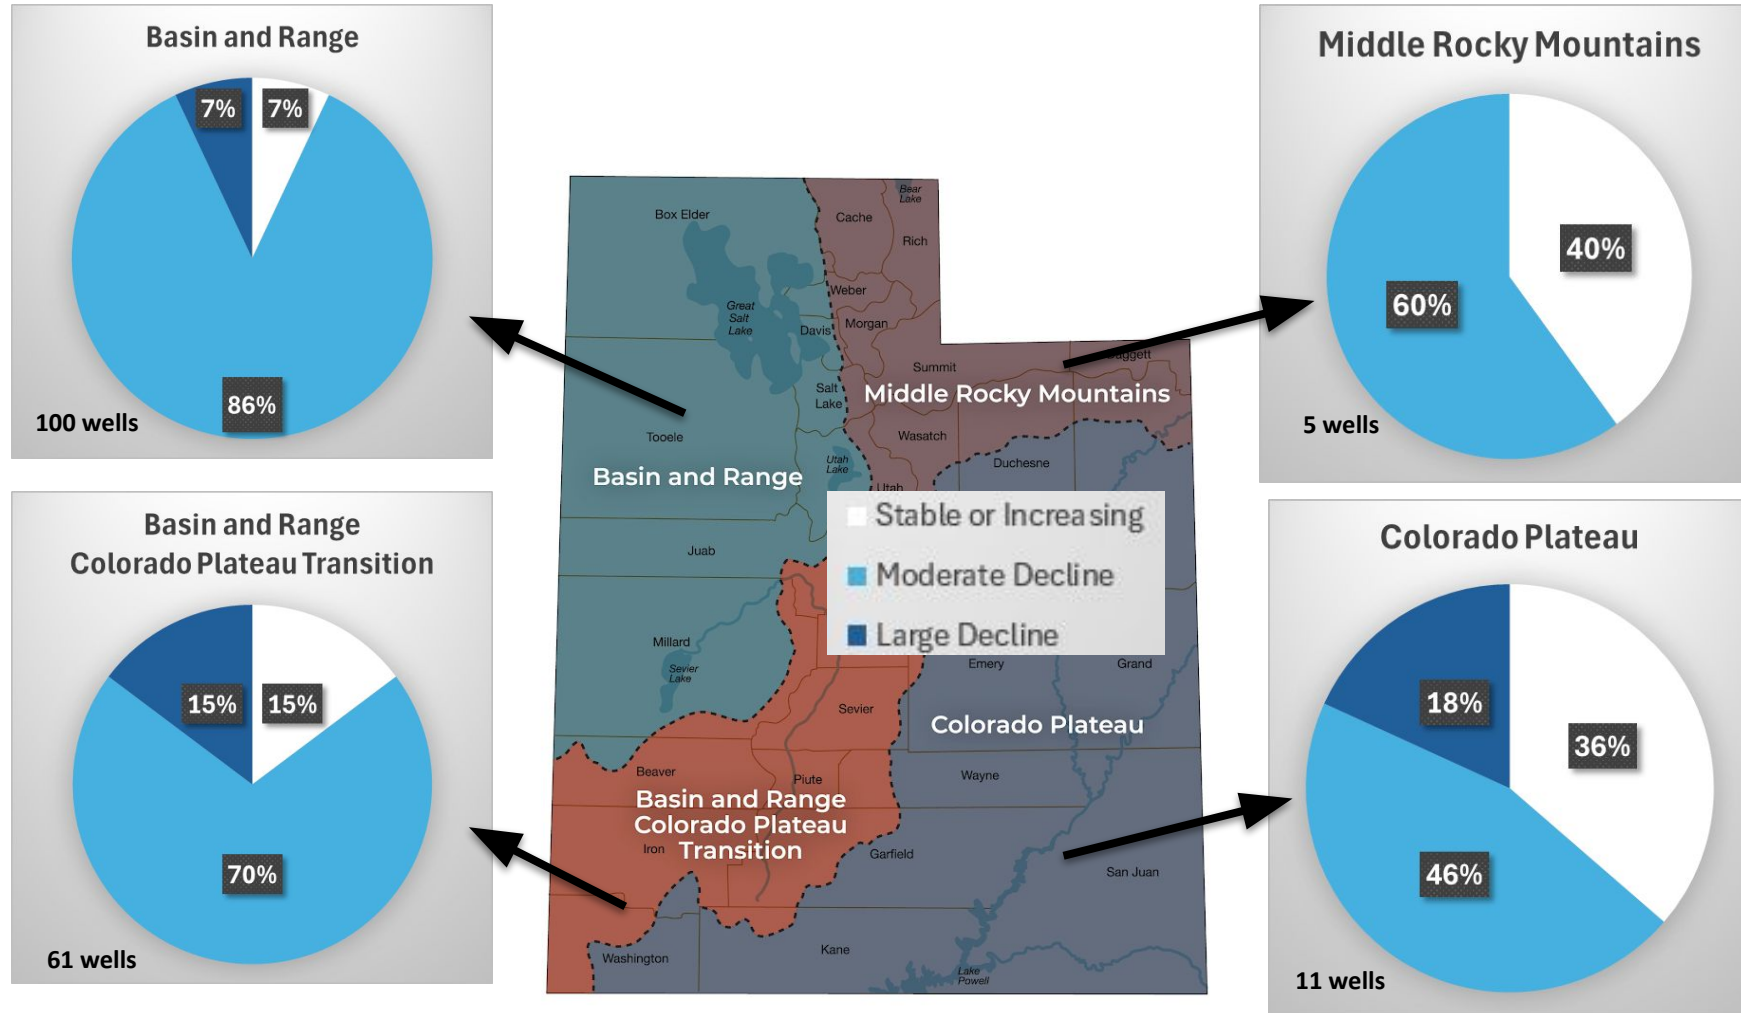 Basin and Range
7%
7%
86%
100 wells
Middle Rocky Mountains
40%
60%
5 wells
Basin and Range
Colorado Plateau Transition
15%
15%
70%
61 wells
Colorado Plateau
18%
36%
46%
11 wells
Stable or Increasing
Moderate Decline
Large Decline
Box Elder
Cache
Bear
Lake
Rich
Great
Salt
Lake
Weber
Davis
Morgan
Summit
Daggett
Salt
Lake
Middle Rocky Mountains
Tooele
Wasatch
Utah
Lake
Duchesne
Basin and Range
Utah
Juab
Millard
Sevier
Lake
Emery
Grand
Sevier
Colorado Plateau
Beaver
Piute
Wayne
Basin and Range
Colorado Plateau
Transition
Iron
Garfield
San Juan
Washington
Kane
Lake
Powell